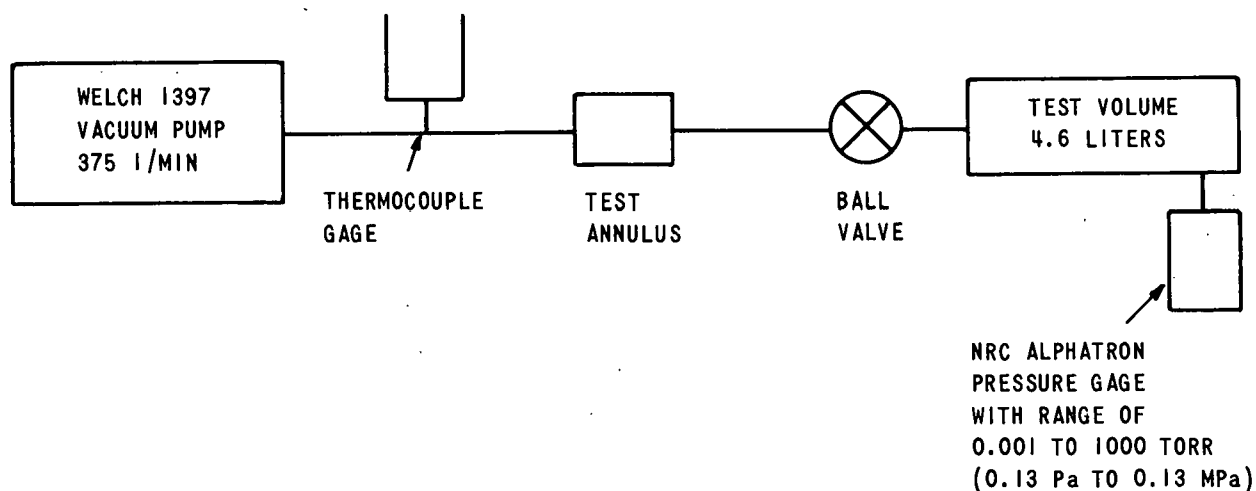 WELCH 1397
VACUUM PUMP
375 l/MIN
THERMOCOUPLE
GAGE
TEST
ANNULUS
BALL
VALVE
TEST VOLUME
4.6 LITERS
NRC ALPHATRON
PRESSURE GAGE
WITH RANGE OF
0.001 TO 1000 TORR
(0.13 Pa TO 0.13 MPa)